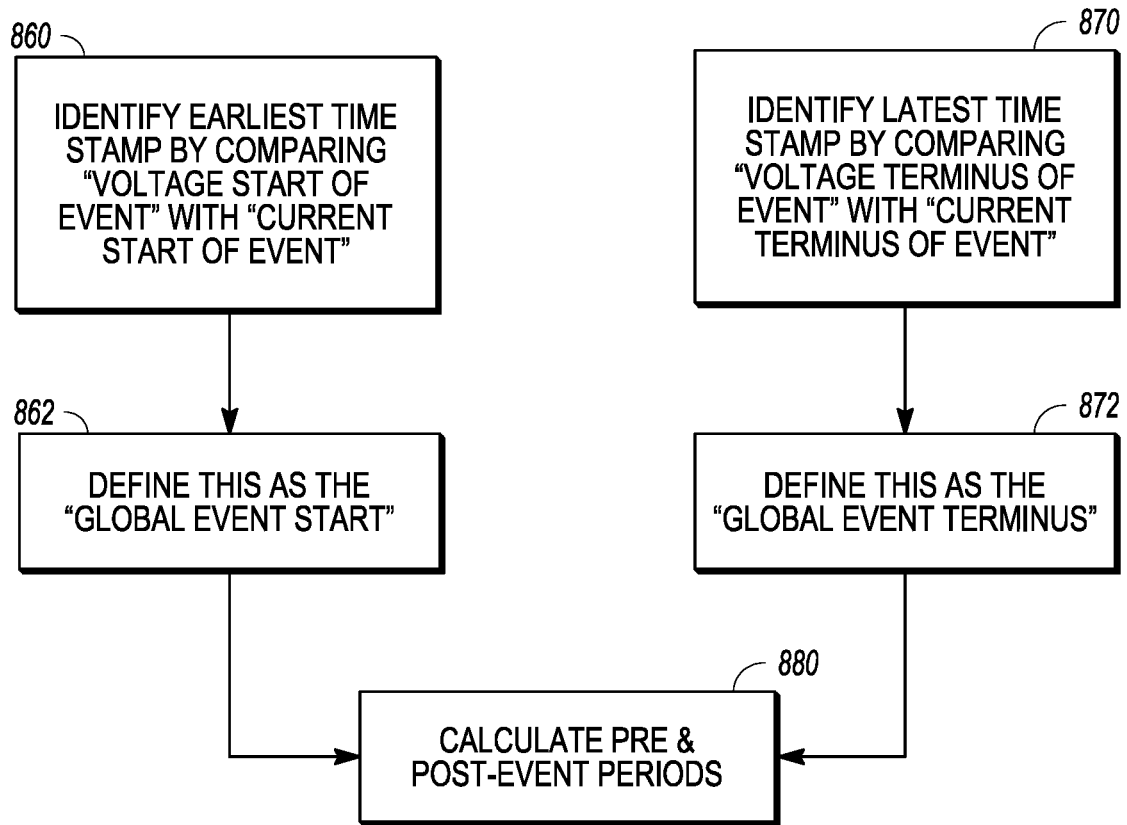 860
IDENTIFY EARLIEST TIME
STAMP BY COMPARING
“VOLTAGE START OF
EVENT” WITH “CURRENT
START OF EVENT”
870
IDENTIFY LATEST TIME
STAMP BY COMPARING
“VOLTAGE TERMINUS OF
EVENT” WITH “CURRENT
TERMINUS OF EVENT”
862
DEFINE THIS AS THE
“GLOBAL EVENT START”
872
DEFINE THIS AS THE
“GLOBAL EVENT TERMINUS”
880
CALCULATE PRE &
POST-EVENT PERIODS